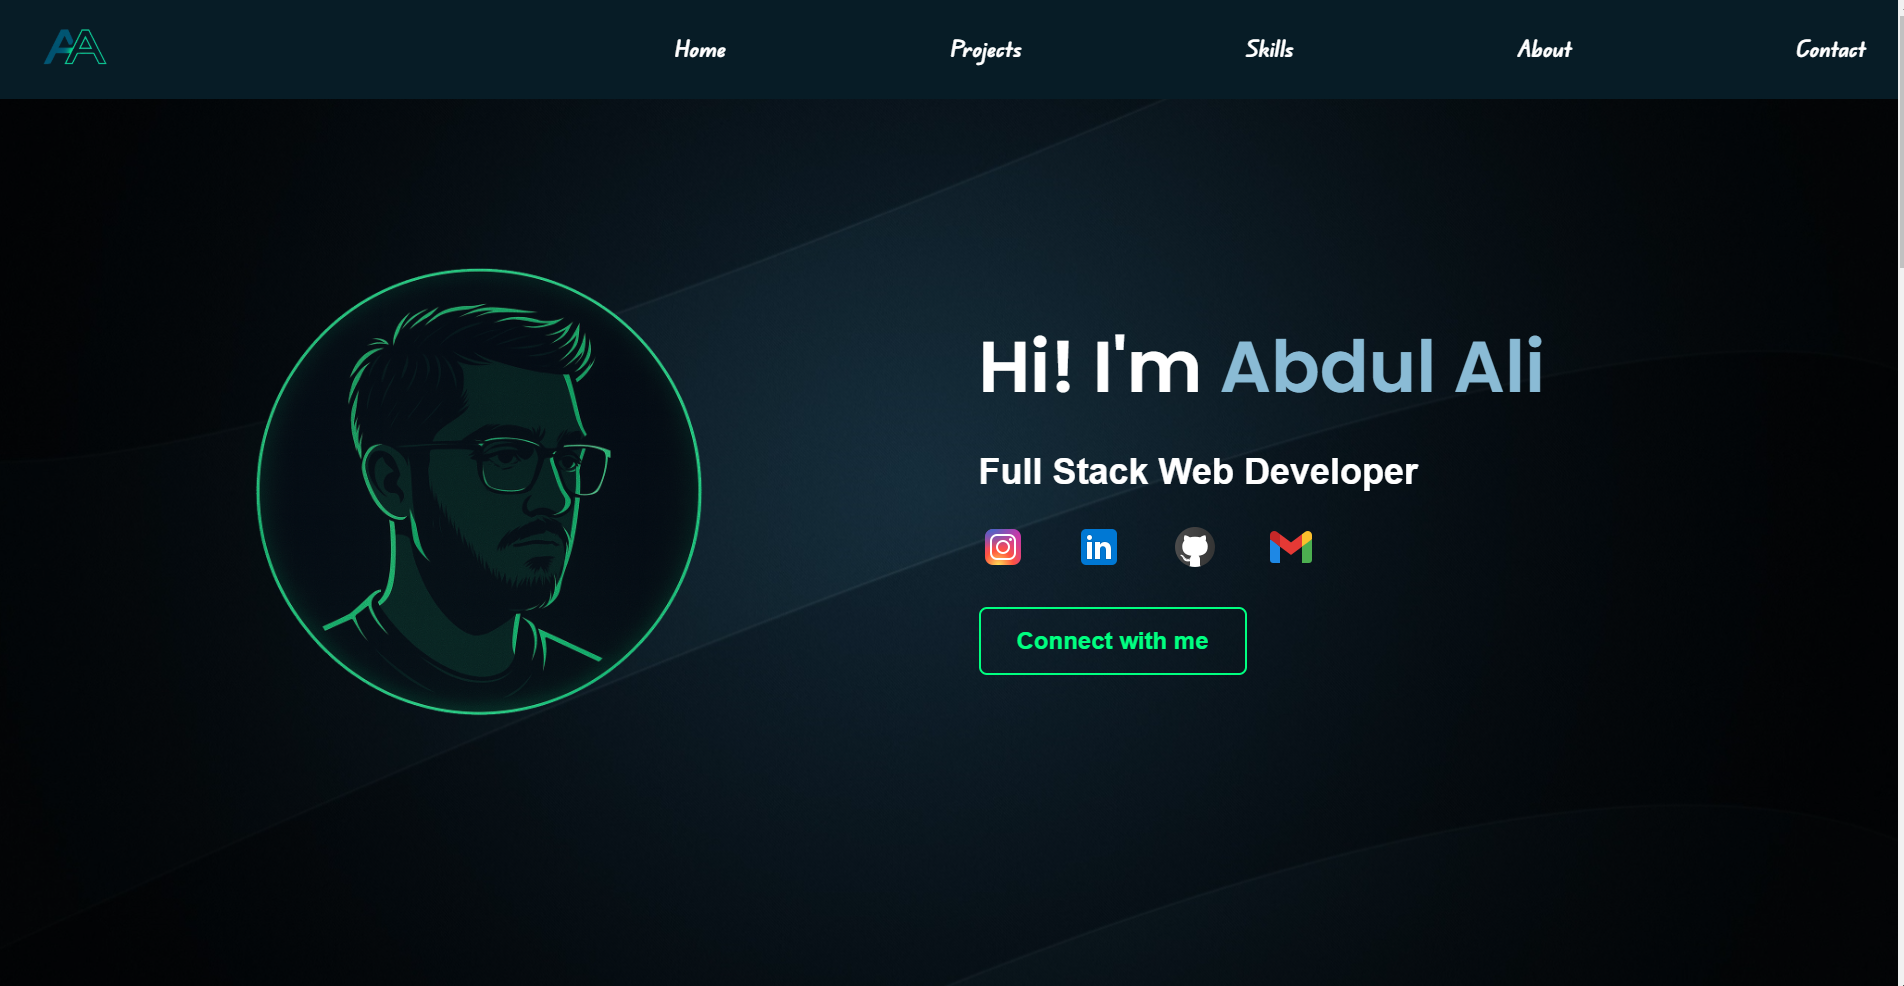 AA
Home Projects Skills About Contact
Hi! I'm Abdul Ali
Full Stack Web Developer
in
Connect with me